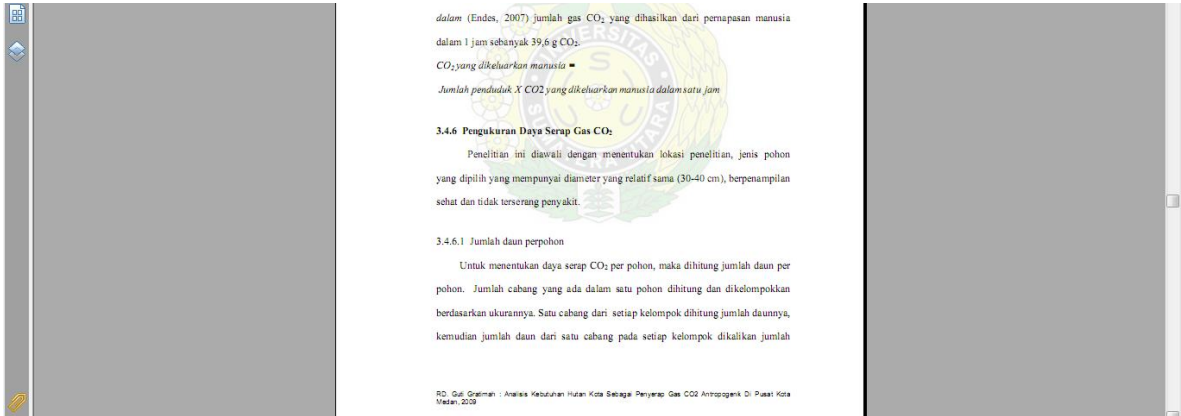 dalam (Endes, 2007) jumlah gas CO₂ yang dihasilkan dari pernapasan manusia
dalam 1 jam sebanyak 39,6 g CO₂.
CO₂ yang dikeluarkan manusia =
Jumlah penduduk X CO2 yang dikeluarkan manusia dalam satu jam
3.4.6 Pengukuran Daya Serap Gas CO₂
Penelitian ini diawali dengan menentukan lokasi penelitian, jenis pohon
yang dipilih yang mempunyai diameter yang relatif sama (30-40 cm), berpenampilan
sehat dan tidak terserang penyakit.
3.4.6.1 Jumlah daun perpohon
Untuk menentukan daya serap CO₂ per pohon, maka dihitung jumlah daun per
pohon. Jumlah cabang yang ada dalam satu pohon dihitung dan dikelompokkan
berdasarkan ukurannya. Satu cabang dari setiap kelompok dihitung jumlah daunnya,
kemudian jumlah daun dari satu cabang pada setiap kelompok dikalikan jumlah
RD. Guti Gratimah : Analisis Kebutuhan Hutan Kota Sebagai Penyerap Gas CO2 Antropogenik Di Pusat Kota
Medan, 2009